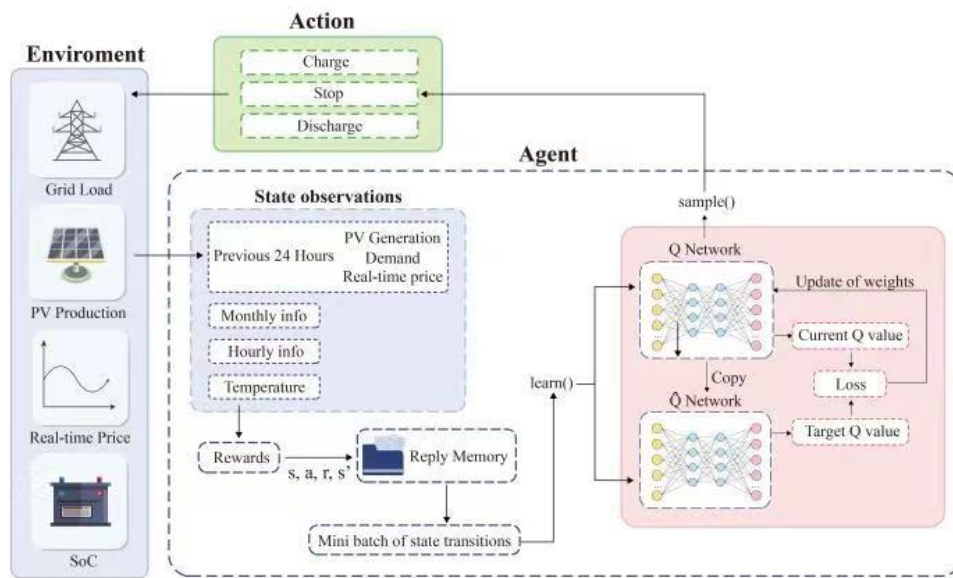 Action
Enviroment
Charge
Stop
Discharge
Agent
Grid Load
State observations
sample()
Previous 24 Hours
PV Generation
Demand
Real-time price
Q Network
PV Production
Monthly info
Update of weights
Hourly info
Current Q value
Temperature
learn()
Copy
Loss
Q̂ Network
Real-time Price
Target Q value
Rewards
s, a, r, s’
Reply Memory
Mini batch of state transitions
SoC